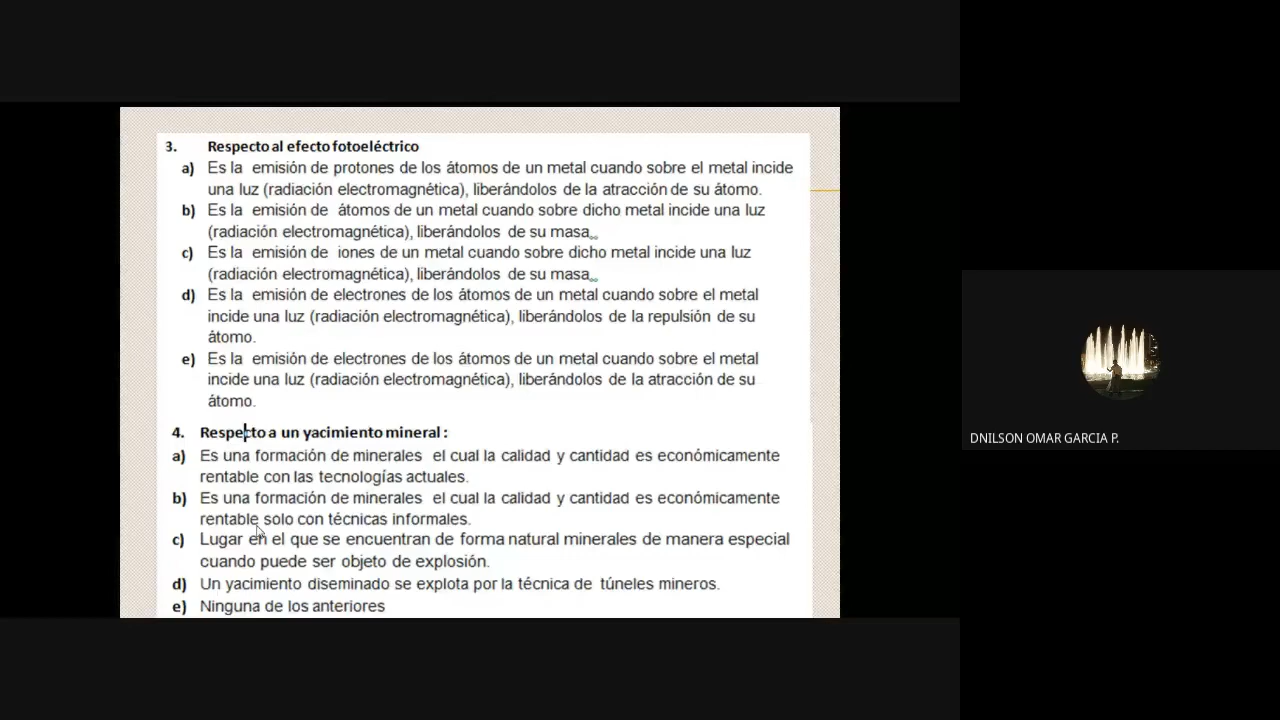 3. Respecto al efecto fotoeléctrico
a) Es la emisión de protones de los átomos de un metal cuando sobre el metal incide
una luz (radiación electromagnética), liberándolos de la atracción de su átomo.
b) Es la emisión de átomos de un metal cuando sobre dicho metal incide una luz
(radiación electromagnética), liberándolos de su masa..
c) Es la emisión de iones de un metal cuando sobre dicho metal incide una luz
(radiación electromagnética), liberándolos de su masa..
d) Es la emisión de electrones de los átomos de un metal cuando sobre el metal
incide una luz (radiación electromagnética), liberándolos de la repulsión de su
átomo.
e) Es la emisión de electrones de los átomos de un metal cuando sobre el metal
incide una luz (radiación electromagnética), liberándolos de la atracción de su
átomo.
4. Respecto a un yacimiento mineral :
a) Es una formación de minerales el cual la calidad y cantidad es económicamente
rentable con las tecnologías actuales.
b) Es una formación de minerales el cual la calidad y cantidad es económicamente
rentable solo con técnicas informales.
c) Lugar en el que se encuentran de forma natural minerales de manera especial
cuando puede ser objeto de explosión.
d) Un yacimiento diseminado se explota por la técnica de túneles mineros.
e) Ninguna de los anteriores
DNILSON OMAR GARCIA P.